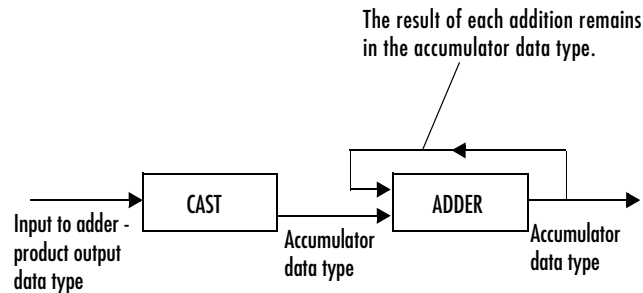 The result of each addition remains
in the accumulator data type.
CAST
ADDER
Input to adder -
product output
data type
Accumulator
data type
Accumulator
data type